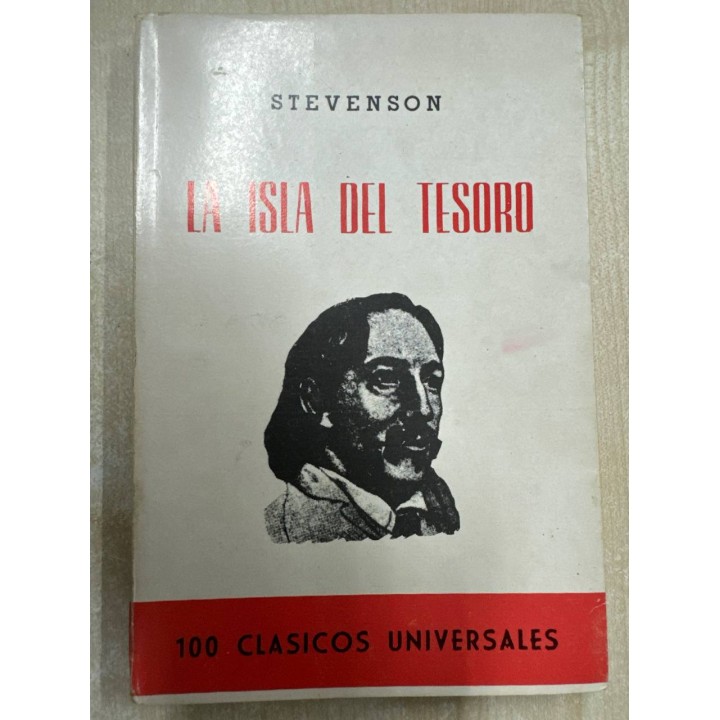 STEVENSON
LA ISLA DEL TESORO
100 CLASICOS UNIVERSALES